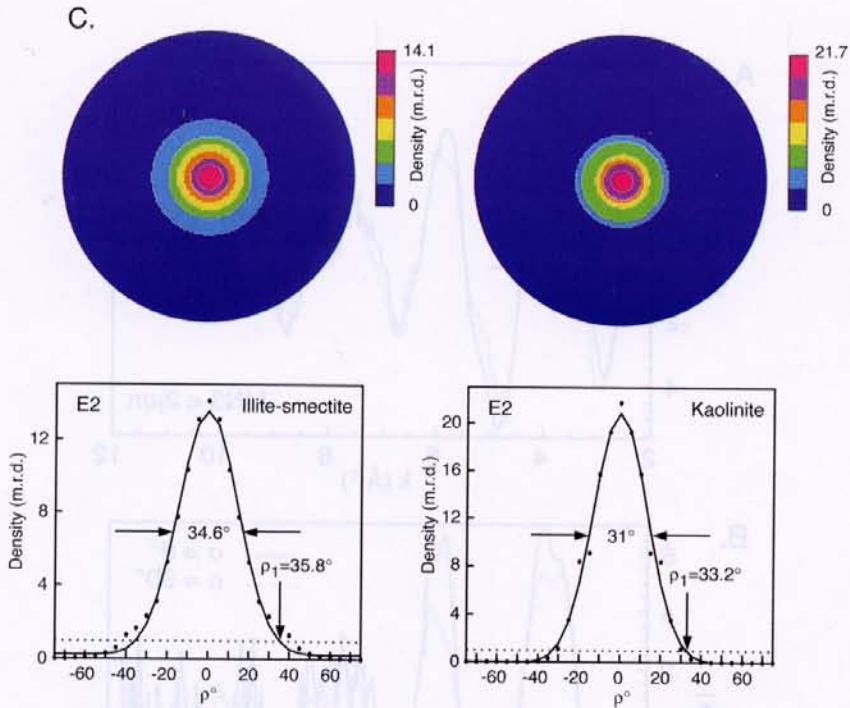 C.
14.1
Density (m.r.d.)
0
21.7
Density (m.r.d.)
0
E2
Illite-smectite
12
8
4
0
Density (m.r.d.)
34.6°
ρ1=35.8°
-60 -40 -20 0 20 40 60
ρ°
E2
Kaolinite
20
16
12
8
4
0
Density (m.r.d.)
31°
ρ1=33.2°
-60 -40 -20 0 20 40 60
ρ°